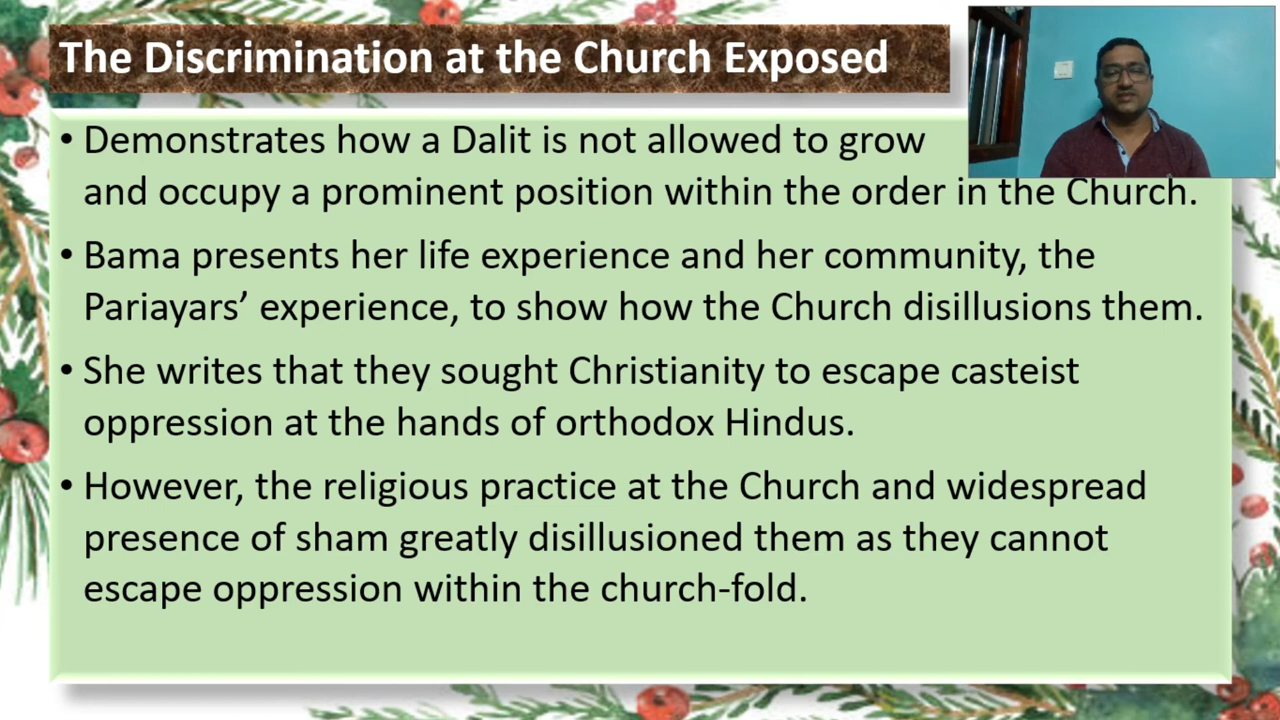 The Discrimination at the Church Exposed
• Demonstrates how a Dalit is not allowed to grow
and occupy a prominent position within the order in the Church.
• Bama presents her life experience and her community, the
Pariayars’ experience, to show how the Church disillusions them.
• She writes that they sought Christianity to escape casteist
oppression at the hands of orthodox Hindus.
• However, the religious practice at the Church and widespread
presence of sham greatly disillusioned them as they cannot
escape oppression within the church-fold.